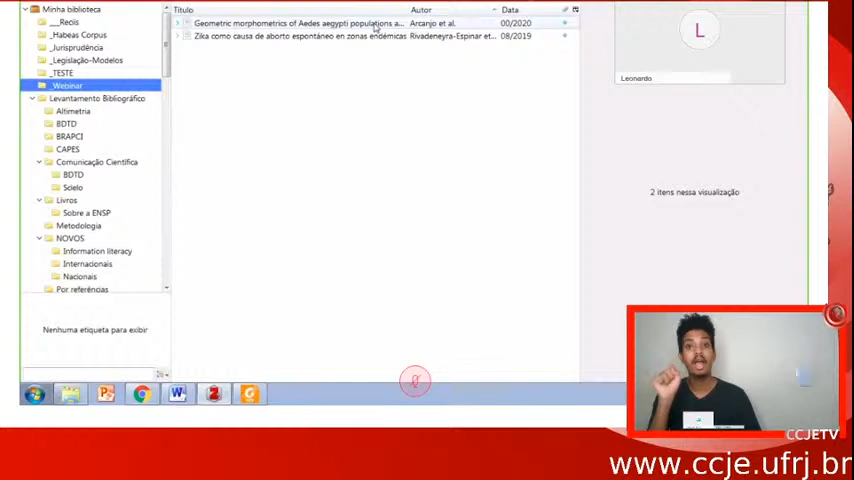 Minha biblioteca
___Reciis
_Habeas Corpus
_Jurisprudência
_Legislação-Modelos
_TESTE
_Webinar
Levantamento Bibliográfico
Altimetria
BDTD
BRAPCI
CAPES
Comunicação Científica
BDTD
Scielo
Livros
Sobre a ENSP
Metodologia
NOVOS
Information literacy
Internacionais
Nacionais
Por referências
Nenhuma etiqueta para exibir
Título Autor Data
Geometric morphometrics of Aedes aegypti populations a... Arcanjo et al. 00/2020
Zika como causa de aborto espontáneo en zonas endémicas Rivadeneyra-Espinar et... 08/2019
L
Leonardo
2 itens nessa visualização
CCJETV
www.ccje.ufrj.br